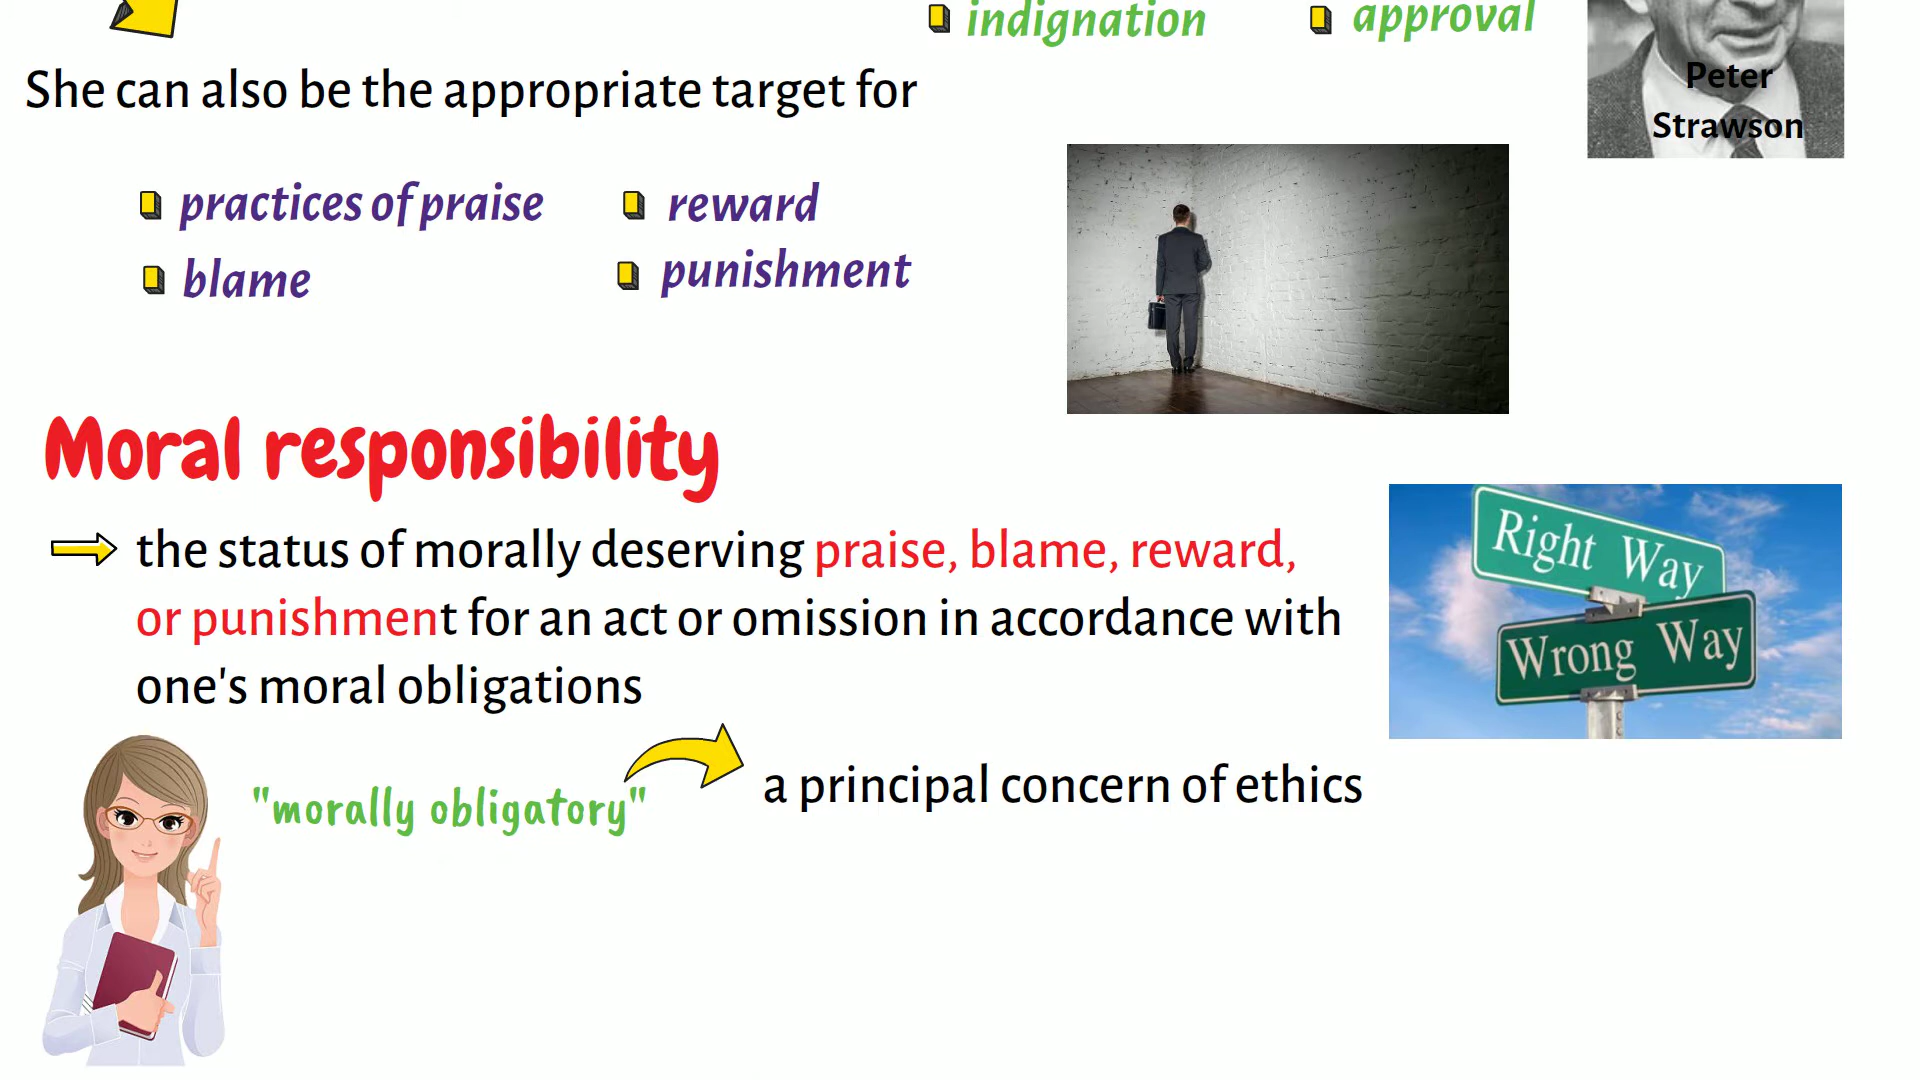 indignation
approval
Peter
Strawson
She can also be the appropriate target for
practices of praise
reward
blame
punishment
Moral responsibility
the status of morally deserving praise, blame, reward,
or punishment for an act or omission in accordance with
one's moral obligations
Right Way
Wrong Way
"morally obligatory"
a principal concern of ethics